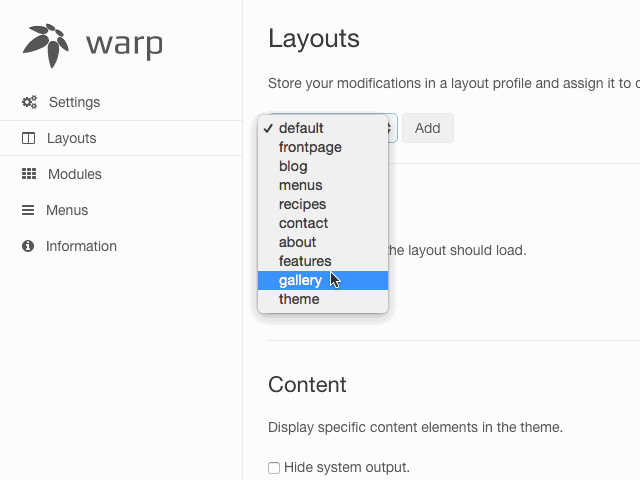 warp
Settings
Layouts
Modules
Menus
Information
Layouts
Store your modifications in a layout profile and assign it to
default
frontpage
blog
menus
recipes
contact
about
features
gallery
theme
Add
the layout should load.
Content
Display specific content elements in the theme.
Hide system output.